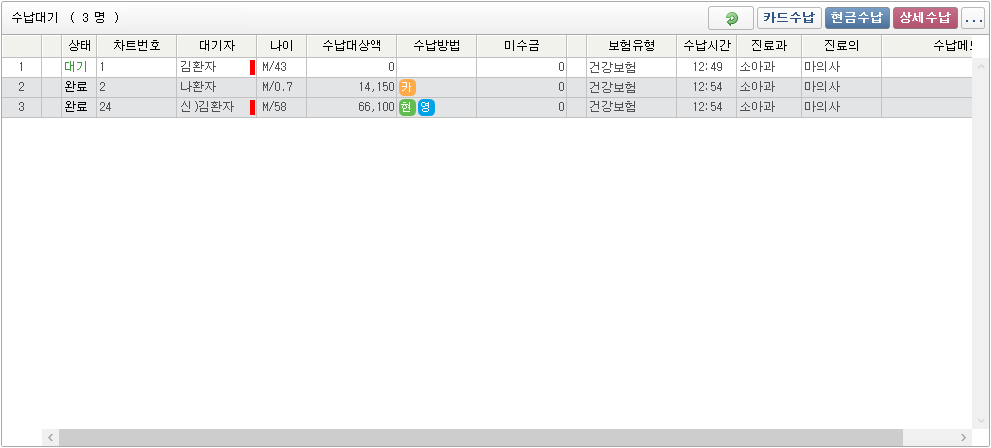 수납대기 ( 3 명 ) 카드수납 현금수납 상세수납 ...
상태 차트번호 대기자 나이 수납대상액 수납방법 미수금 보험유형 수납시간 진료과 진료의 수납메모
1 대기 1 김환자 M/43 0 0 건강보험 12:49 소아과 마의사
2 완료 2 나환자 M/0.7 14,150 카 0 건강보험 12:54 소아과 마의사
3 완료 24 신)김환자 M/58 66,100 현 영 0 건강보험 12:54 소아과 마의사